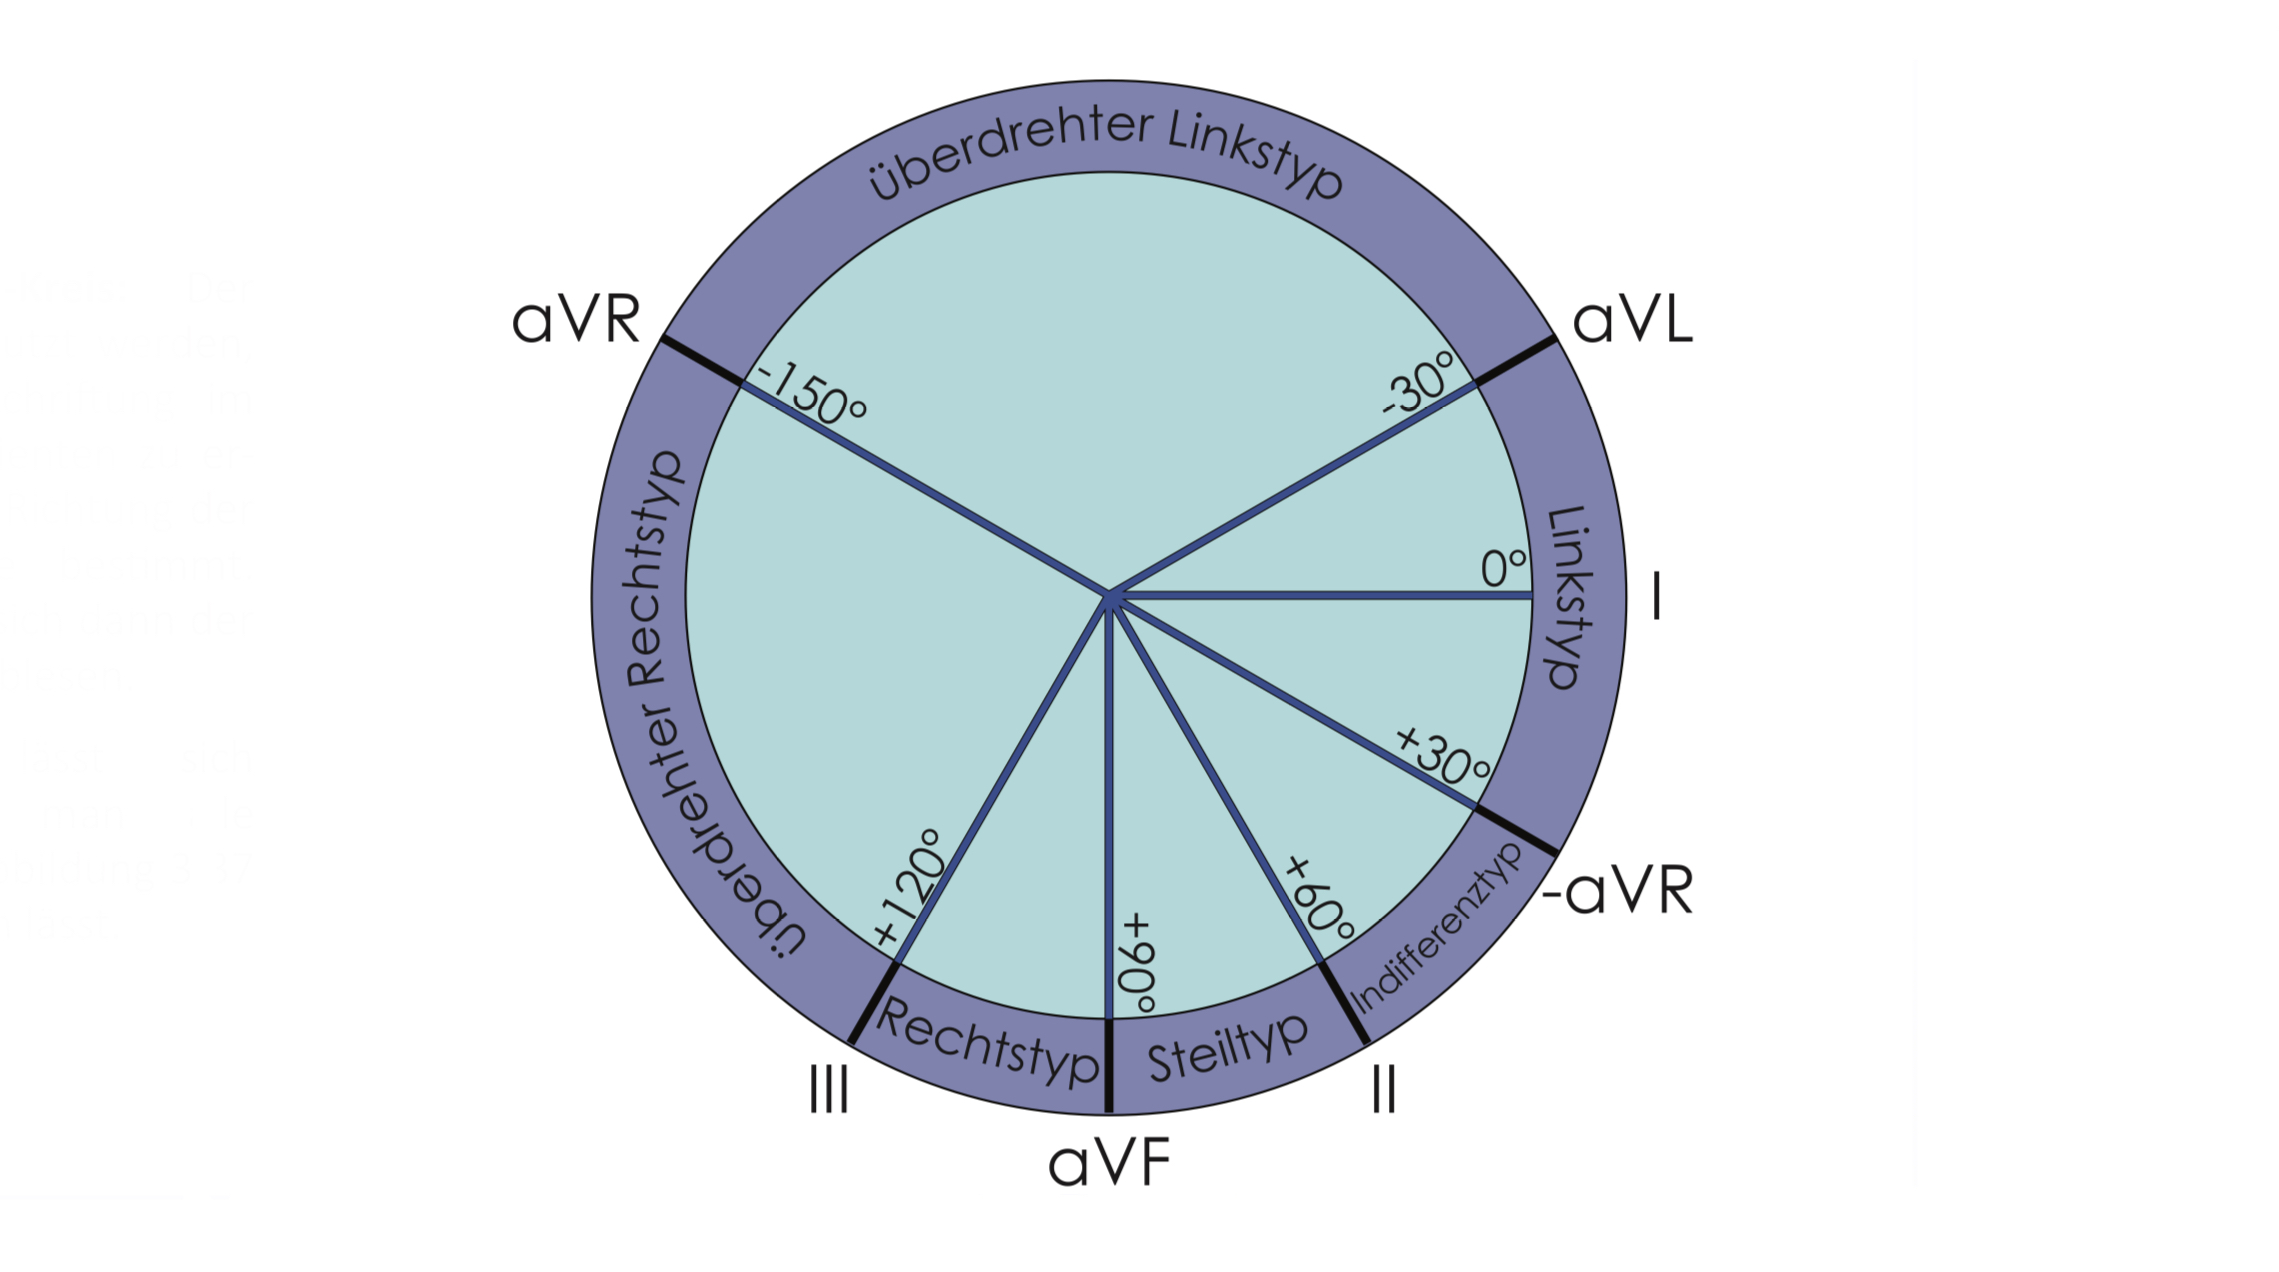 überdrehter Linkstyp
aVR
aVL
-150°
-30°
0°
Linkstyp
I
überdrehter Rechtstyp
+30°
-aVR
Indifferenztyp
+120°
+60°
+90°
Rechtstyp
Steiltyp
III
II
aVF